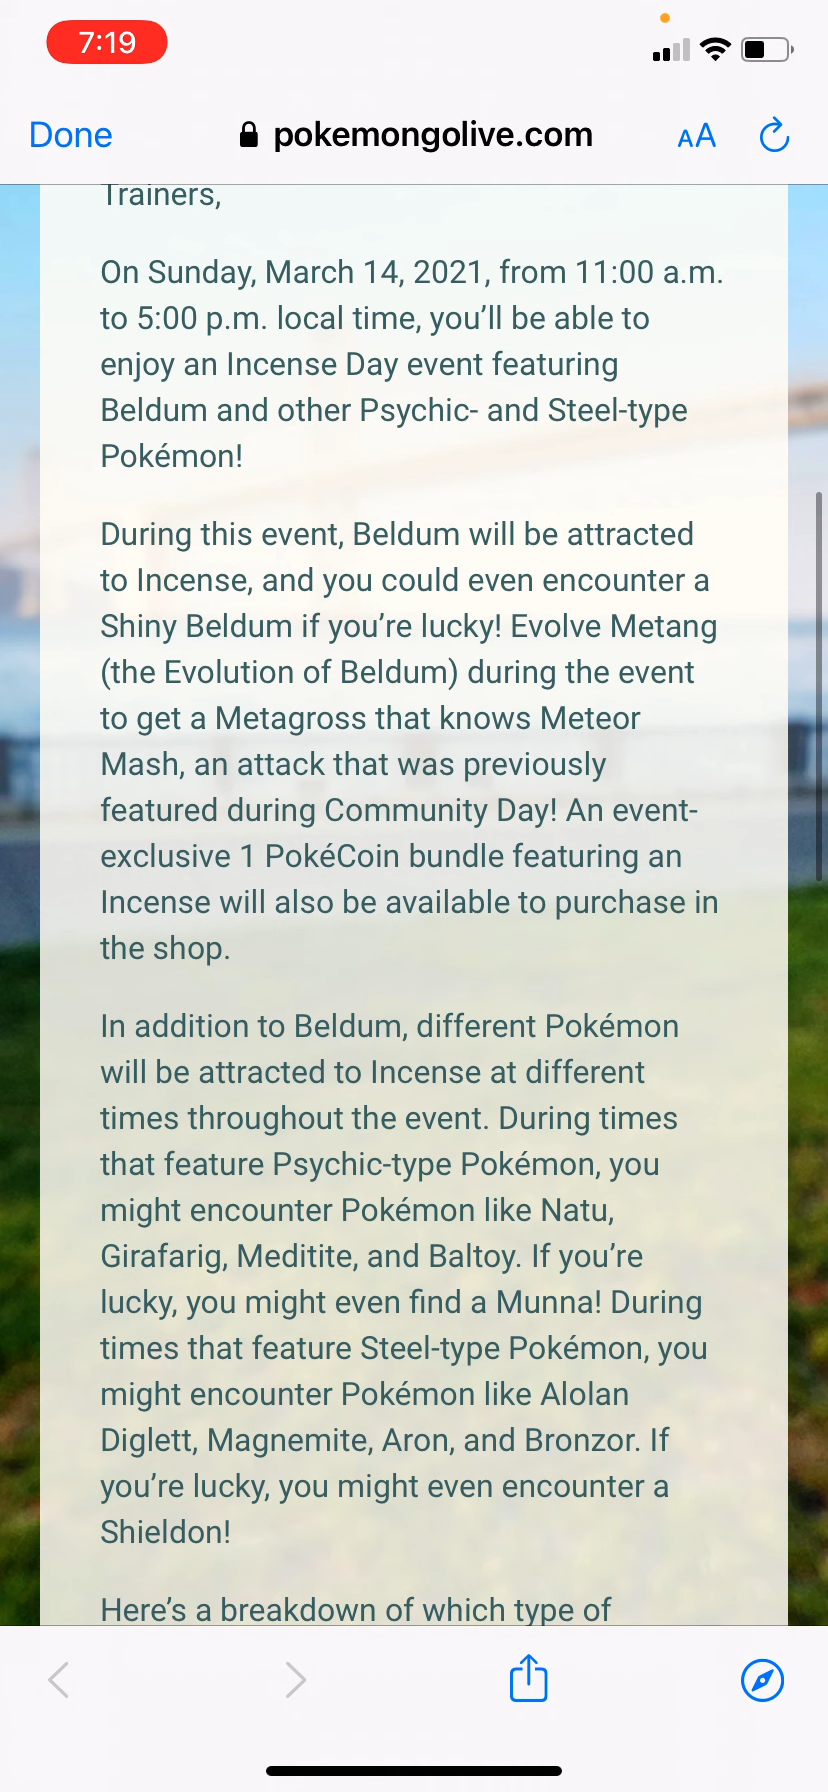 7:19
Done
pokemongolive.com
AA
Trainers,
On Sunday, March 14, 2021, from 11:00 a.m.
to 5:00 p.m. local time, you’ll be able to
enjoy an Incense Day event featuring
Beldum and other Psychic- and Steel-type
Pokémon!
During this event, Beldum will be attracted
to Incense, and you could even encounter a
Shiny Beldum if you’re lucky! Evolve Metang
(the Evolution of Beldum) during the event
to get a Metagross that knows Meteor
Mash, an attack that was previously
featured during Community Day! An event-
exclusive 1 PokéCoin bundle featuring an
Incense will also be available to purchase in
the shop.
In addition to Beldum, different Pokémon
will be attracted to Incense at different
times throughout the event. During times
that feature Psychic-type Pokémon, you
might encounter Pokémon like Natu,
Girafarig, Meditite, and Baltoy. If you’re
lucky, you might even find a Munna! During
times that feature Steel-type Pokémon, you
might encounter Pokémon like Alolan
Diglett, Magnemite, Aron, and Bronzor. If
you’re lucky, you might even encounter a
Shieldon!
Here’s a breakdown of which type of